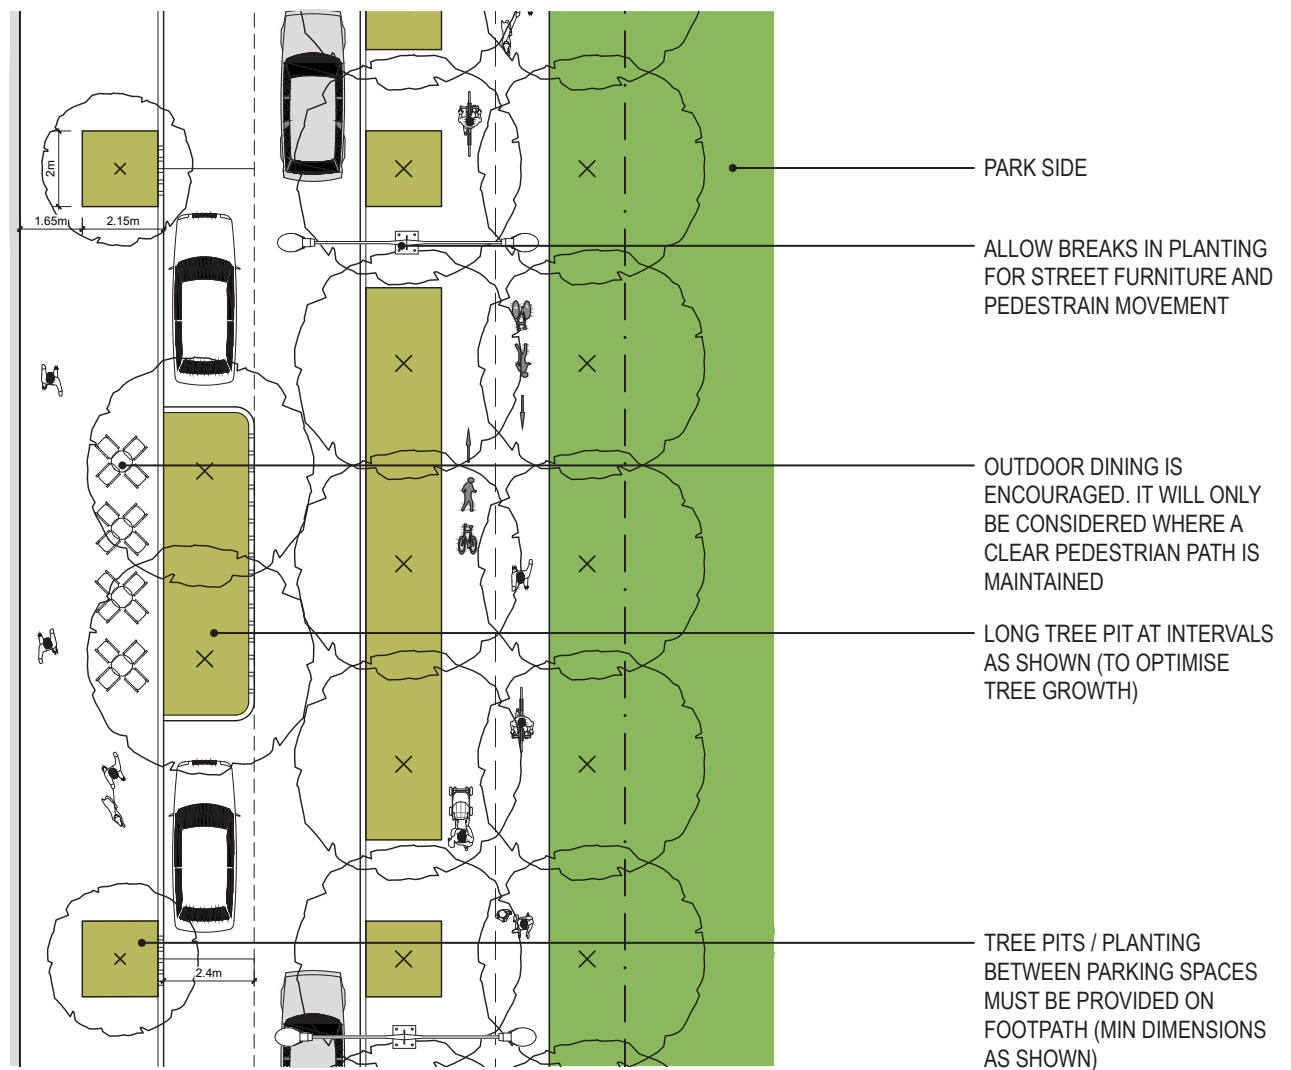 PARK SIDE
ALLOW BREAKS IN PLANTING
FOR STREET FURNITURE AND
PEDESTRAIN MOVEMENT
OUTDOOR DINING IS
ENCOURAGED. IT WILL ONLY
BE CONSIDERED WHERE A
CLEAR PEDESTRIAN PATH IS
MAINTAINED
LONG TREE PIT AT INTERVALS
AS SHOWN (TO OPTIMISE
TREE GROWTH)
TREE PITS / PLANTING
BETWEEN PARKING SPACES
MUST BE PROVIDED ON
FOOTPATH (MIN DIMENSIONS
AS SHOWN)
2m
1.65m
2.15m
2.4m